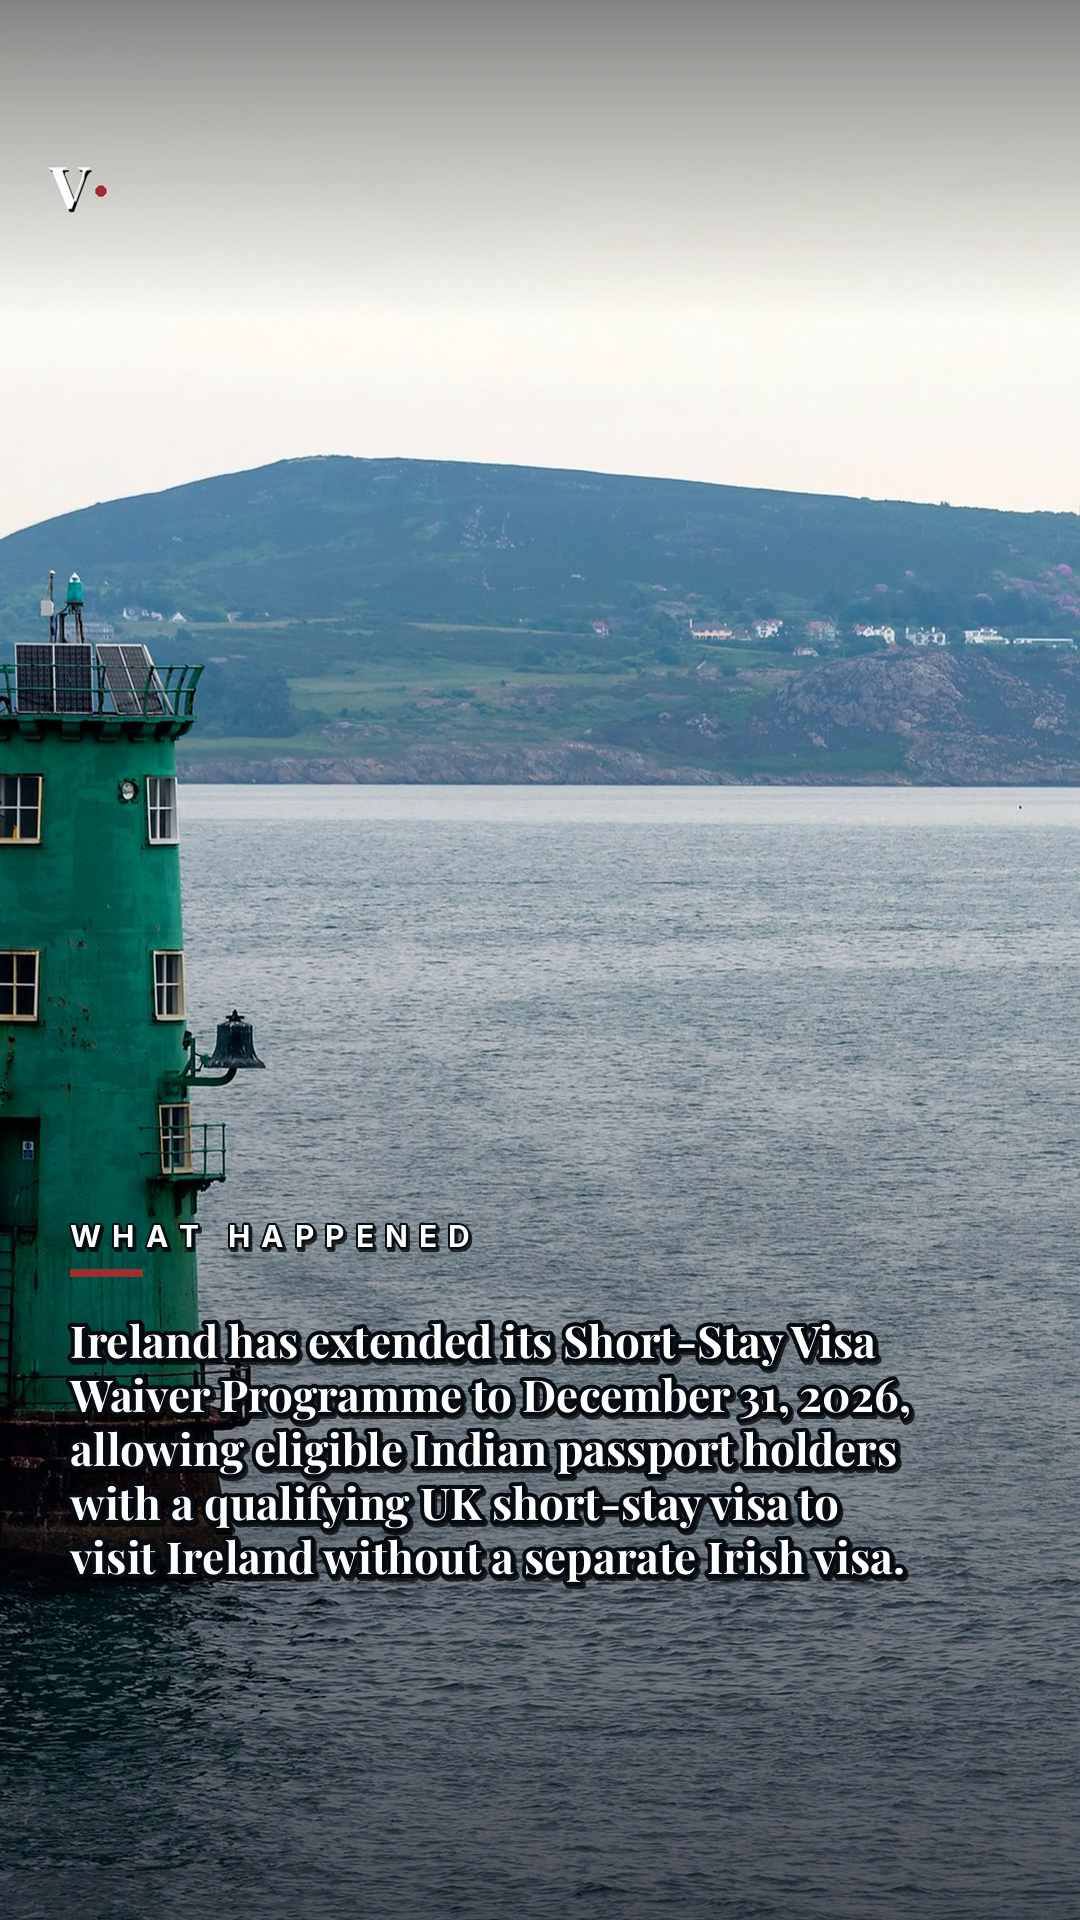 V
WHAT HAPPENED
Ireland has extended its Short-Stay Visa
Waiver Programme to December 31, 2026,
allowing eligible Indian passport holders
with a qualifying UK short-stay visa to
visit Ireland without a separate Irish visa.